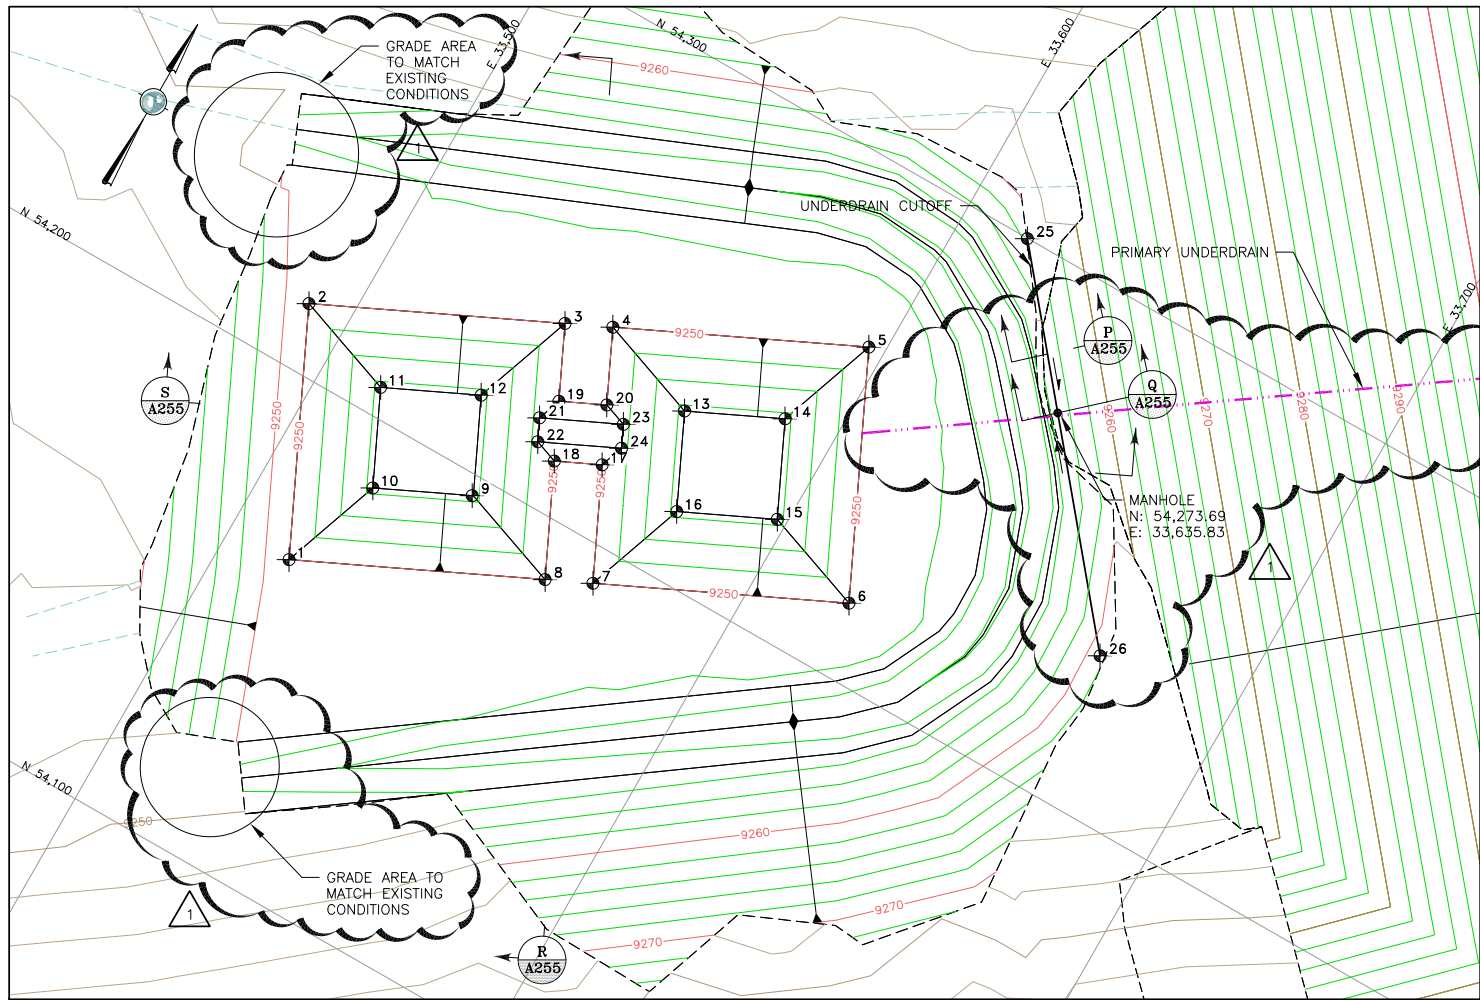 GRADE AREA
TO MATCH
EXISTING
CONDITIONS
E 33,500
N 54,300
E 33,600
9260
1
N 54,200
UNDERDRAIN CUTOFF
25
PRIMARY UNDERDRAIN
E 33,700
2
3
4
5
9250
P
A255
Q
A255
S
A255
9250
9250
11
12
13
14
19
20
21
22
23
24
18
17
9260
9270
9280
9290
10
9
16
15
9250
9250
9250
MANHOLE
N: 54,273.69
E: 33,635.83
1
1
8
7
9250
6
26
N 54,100
9250
9260
GRADE AREA TO
MATCH EXISTING
CONDITIONS
1
9270
9270
R
A255